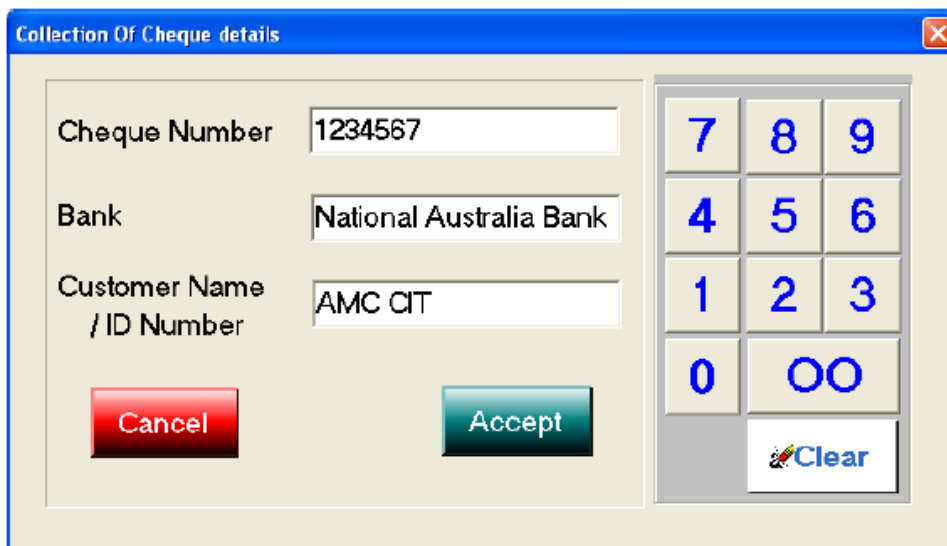 Collection Of Cheque details
Cheque Number 1234567
Bank National Australia Bank
Customer Name
/ ID Number
AMC CIT
Cancel Accept
7 8 9
4 5 6
1 2 3
0 00
Clear